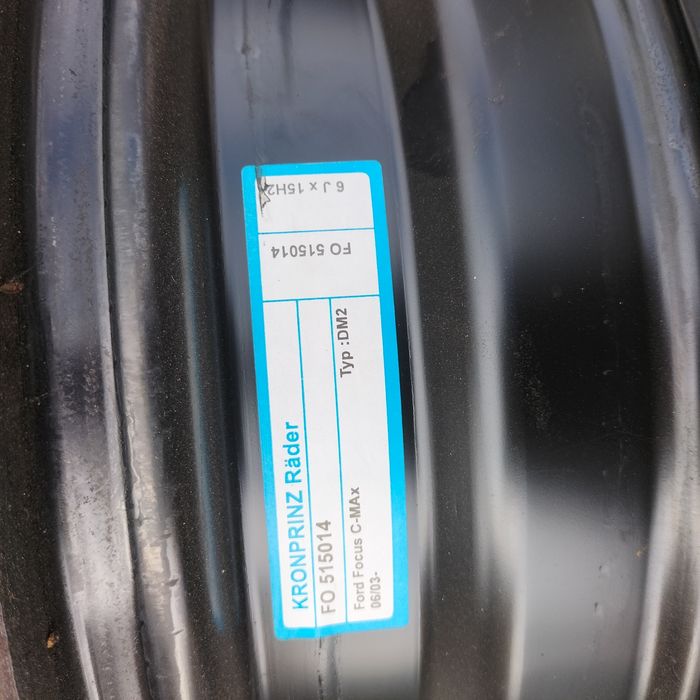 KRONPRINZ Räder
FO 515014
Ford Focus C-MAx Typ :DM2
06/03-
FO 515014
6 J x 15H2